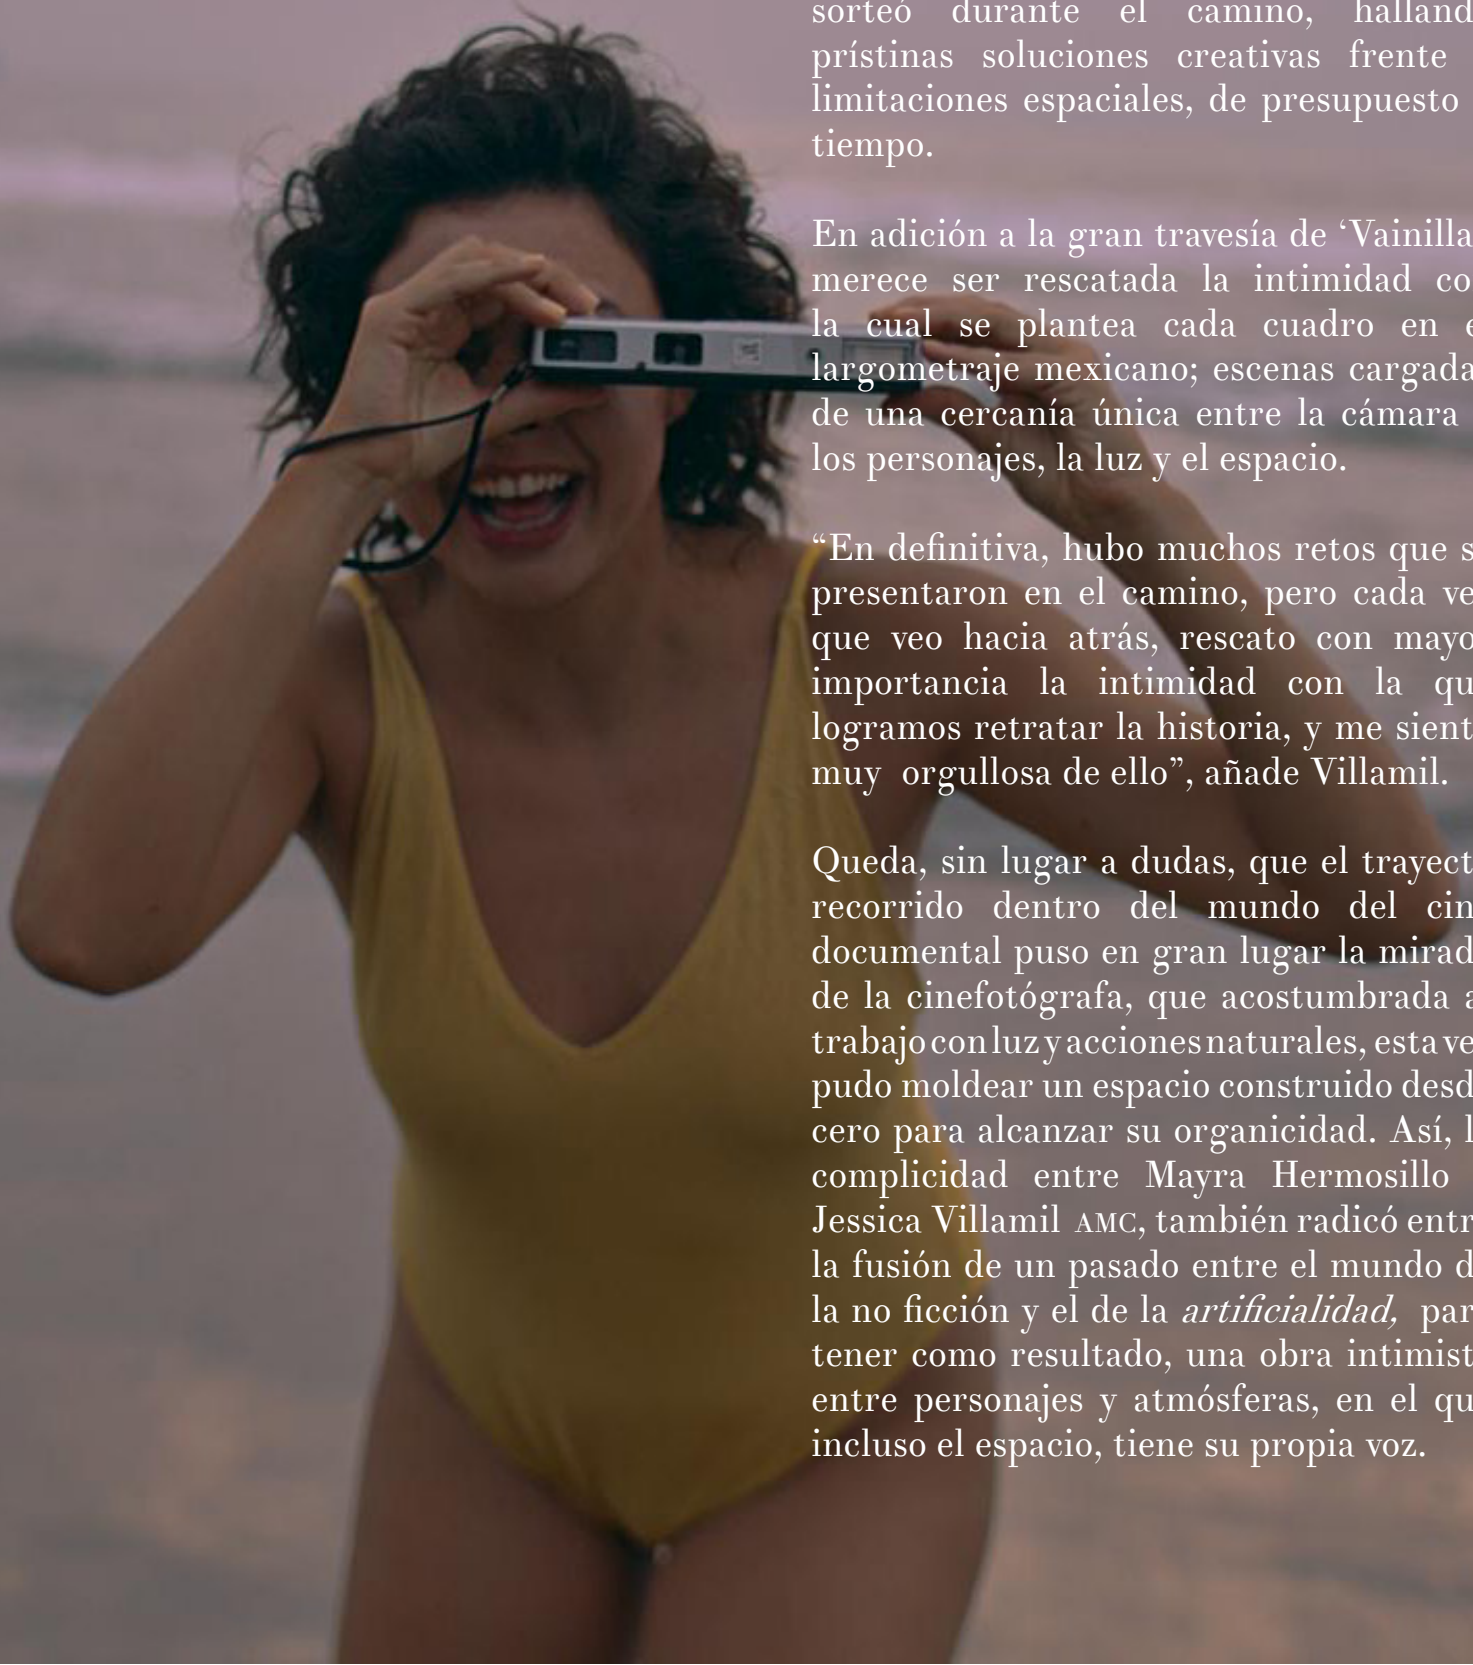 sorteó durante el camino, halland
prístinas soluciones creativas frente
limitaciones espaciales, de presupuesto
tiempo.
En adición a la gran travesía de ‘Vainilla
merece ser rescatada la intimidad co
la cual se plantea cada cuadro en e
largometraje mexicano; escenas cargada
de una cercanía única entre la cámara
los personajes, la luz y el espacio.
“En definitiva, hubo muchos retos que s
presentaron en el camino, pero cada ve
que veo hacia atrás, rescato con mayo
importancia la intimidad con la qu
logramos retratar la historia, y me sient
muy orgullosa de ello”, añade Villamil.
Queda, sin lugar a dudas, que el trayect
recorrido dentro del mundo del cin
documental puso en gran lugar la mirad
de la cinefotógrafa, que acostumbrada a
trabajo con luz y acciones naturales, esta ve
pudo moldear un espacio construido desd
cero para alcanzar su organicidad. Así, l
complicidad entre Mayra Hermosillo
Jessica Villamil AMC, también radicó entr
la fusión de un pasado entre el mundo d
la no ficción y el de la artificialidad, par
tener como resultado, una obra intimist
entre personajes y atmósferas, en el qu
incluso el espacio, tiene su propia voz.